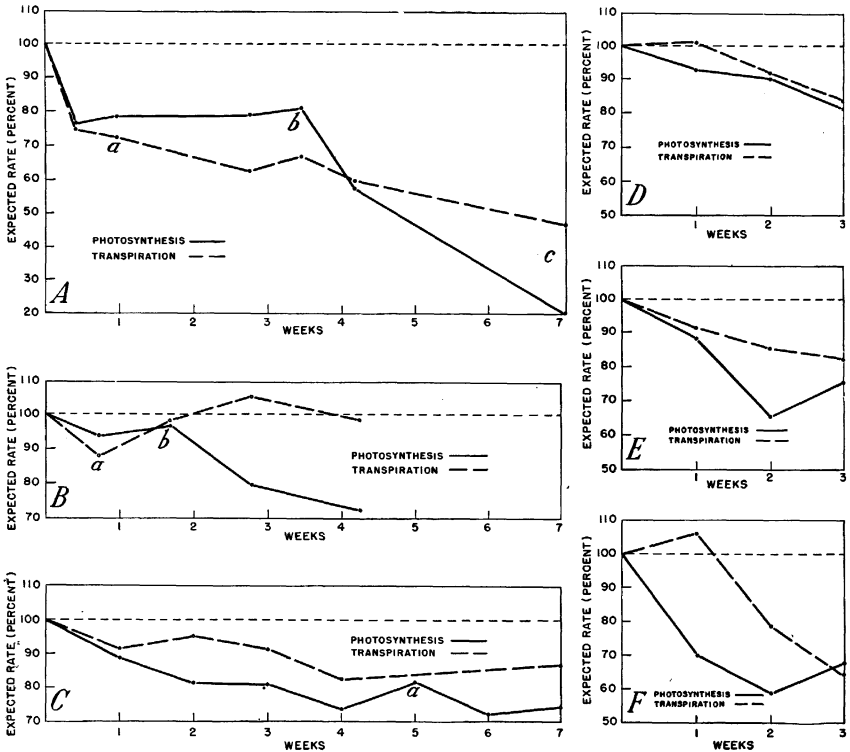 EXPECTED RATE (PERCENT)
110
100
90
80
70
60
50
40
30
20
a
b
c
PHOTOSYNTHESIS
TRANSPIRATION
A
1 2 3 4 5 6 7
WEEKS
EXPECTED RATE (PERCENT)
110
100
90
80
70
a
b
PHOTOSYNTHESIS
TRANSPIRATION
B
1 2 3 4 5 6 7
WEEKS
EXPECTED RATE (PERCENT)
110
100
90
80
70
PHOTOSYNTHESIS
TRANSPIRATION
a
C
1 2 3 4 5 6 7
WEEKS
EXPECTED RATE (PERCENT)
110
100
90
80
70
60
50
PHOTOSYNTHESIS
TRANSPIRATION
D
1 2 3
WEEKS
EXPECTED RATE (PERCENT)
110
100
90
80
70
60
50
PHOTOSYNTHESIS
TRANSPIRATION
E
1 2 3
WEEKS
EXPECTED RATE (PERCENT)
110
100
90
80
70
60
50
PHOTOSYNTHESIS
TRANSPIRATION
F
1 2 3
WEEKS